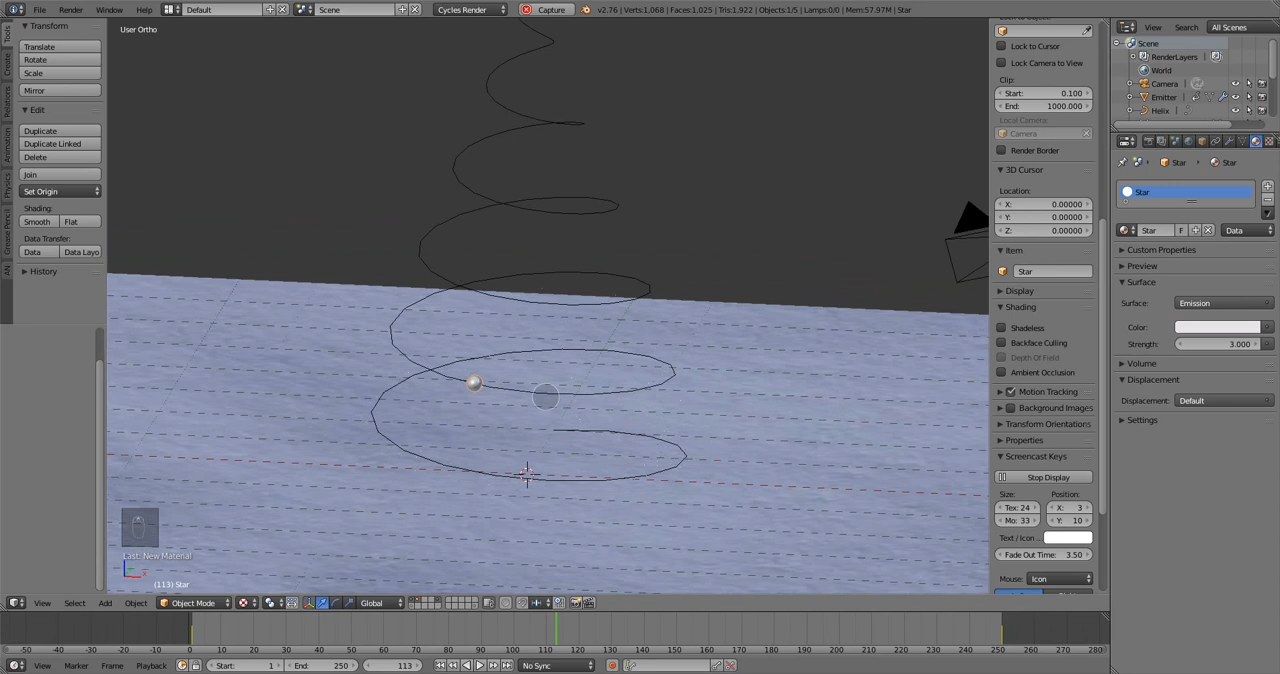 File Render Window Help Default Scene Cycles Render Capture v2.76 | Verts:1,068 | Faces:1,025 | Tris:1,922 | Objects:1/5 | Lamps:0/0 | Mem:57.97M | Star
Tools
Create
Relations
Animation
Physics
Grease Pencil
AN
Transform
Translate
Rotate
Scale
Mirror
Edit
Duplicate
Duplicate Linked
Delete
Join
Set Origin
Shading:
Smooth Flat
Data Transfer:
Data Data Layo
History
User Ortho
Last: New Material
(113) Star
Lock to Cursor
Lock Camera to View
Clip:
Start: 0.100
End: 1000.000
Local Camera:
Camera
Render Border
3D Cursor
Location:
X: 0.00000
Y: 0.00000
Z: 0.00000
Item
Star
Display
Shading
Shadeless
Backface Culling
Depth Of Field
Ambient Occlusion
Motion Tracking
Background Images
Transform Orientations
Properties
Screencast Keys
Stop Display
Size: Position:
Tex: 24 X: 3
Mo: 33 Y: 10
Text / Icon ...
Fade Out Time: 3.50
Mouse: Icon
View Search All Scenes
Scene
RenderLayers
World
Camera
Emitter
Helix
Star Star
Star
Star F Data
Custom Properties
Preview
Surface
Surface: Emission
Color:
Strength: 3.000
Volume
Displacement
Displacement: Default
Settings
View Select Add Object Object Mode Global
-50 -40 -30 -20 -10 0 10 20 30 40 50 60 70 80 90 100 110 120 130 140 150 160 170 180 190 200 210 220 230 240 250 260 270 280
View Marker Frame Playback Start: 1 End: 250 113 No Sync